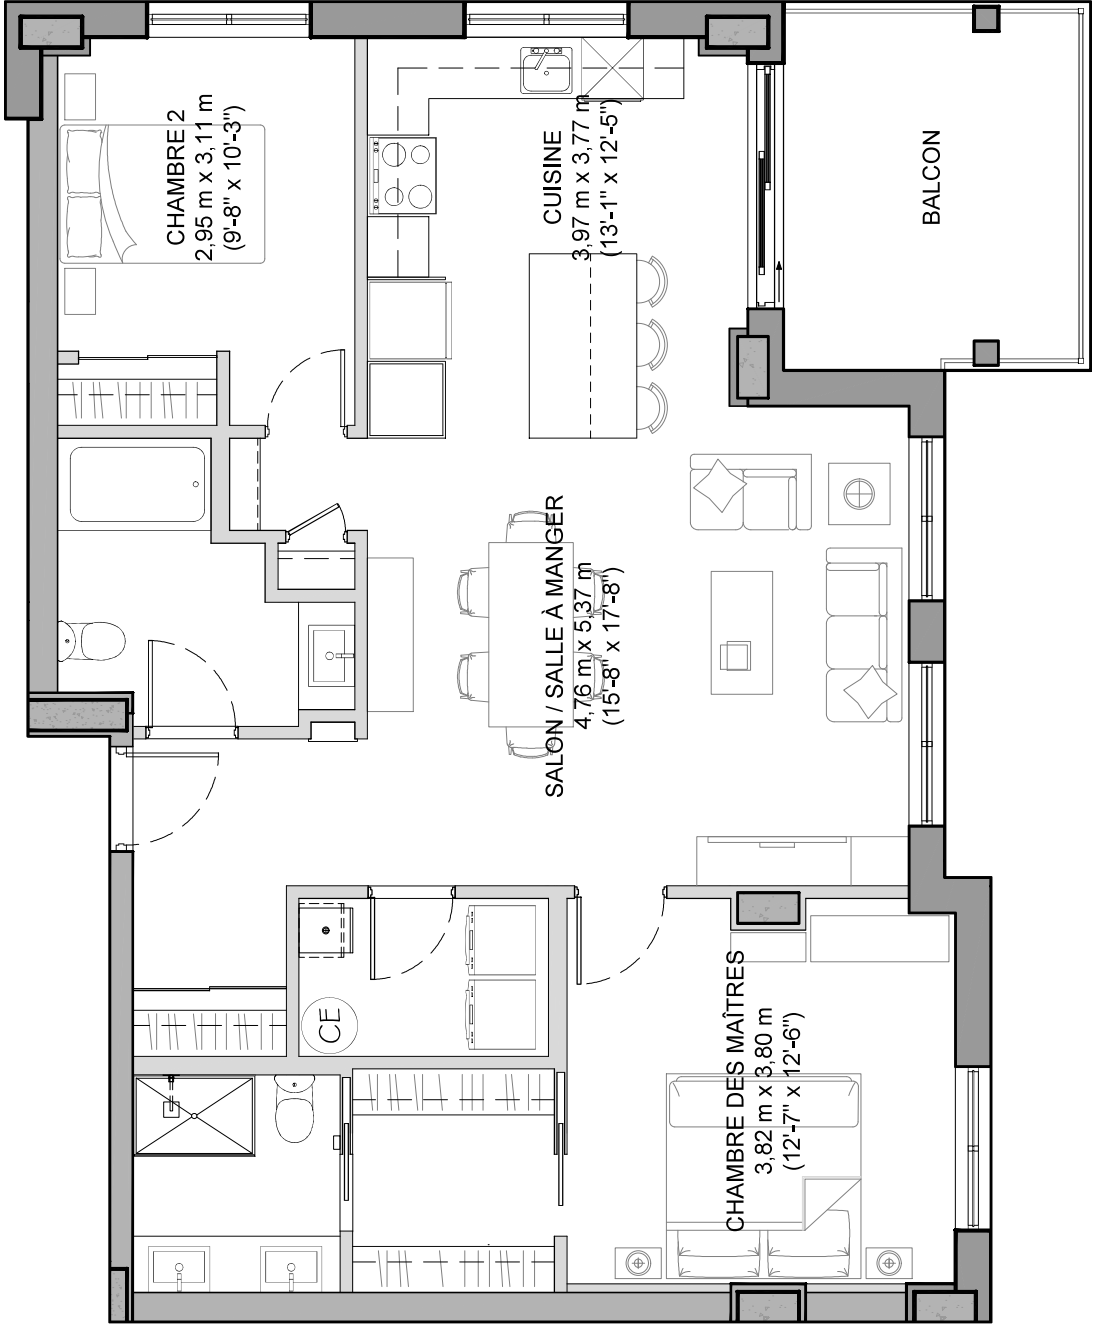 CHAMBRE 2
2,95 m x 3,11 m
(9'-8" x 10'-3")
CUISINE
3,97 m x 3,77 m
(13'-1" x 12'-5")
BALCON
SALON / SALLE À MANGER
4,76 m x 5,37 m
(15'-8" x 17'-8")
CE
CHAMBRE DES MAÎTRES
3,82 m x 3,80 m
(12'-7" x 12'-6")